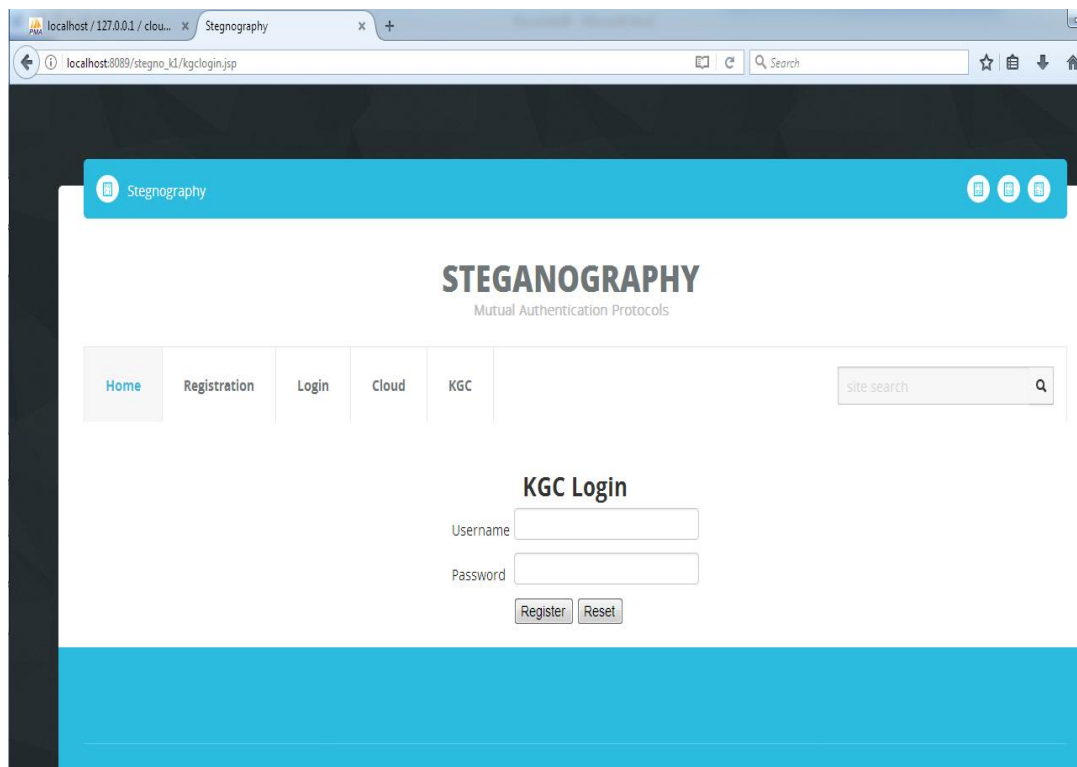 localhost / 127.0.0.1 / clou... × Stegnography × +
localhost:8089/stegno_k1/kgclogin.jsp Search
Stegnography
STEGANOGRAPHY
Mutual Authentication Protocols
Home Registration Login Cloud KGC site search
KGC Login
Username
Password
Register Reset